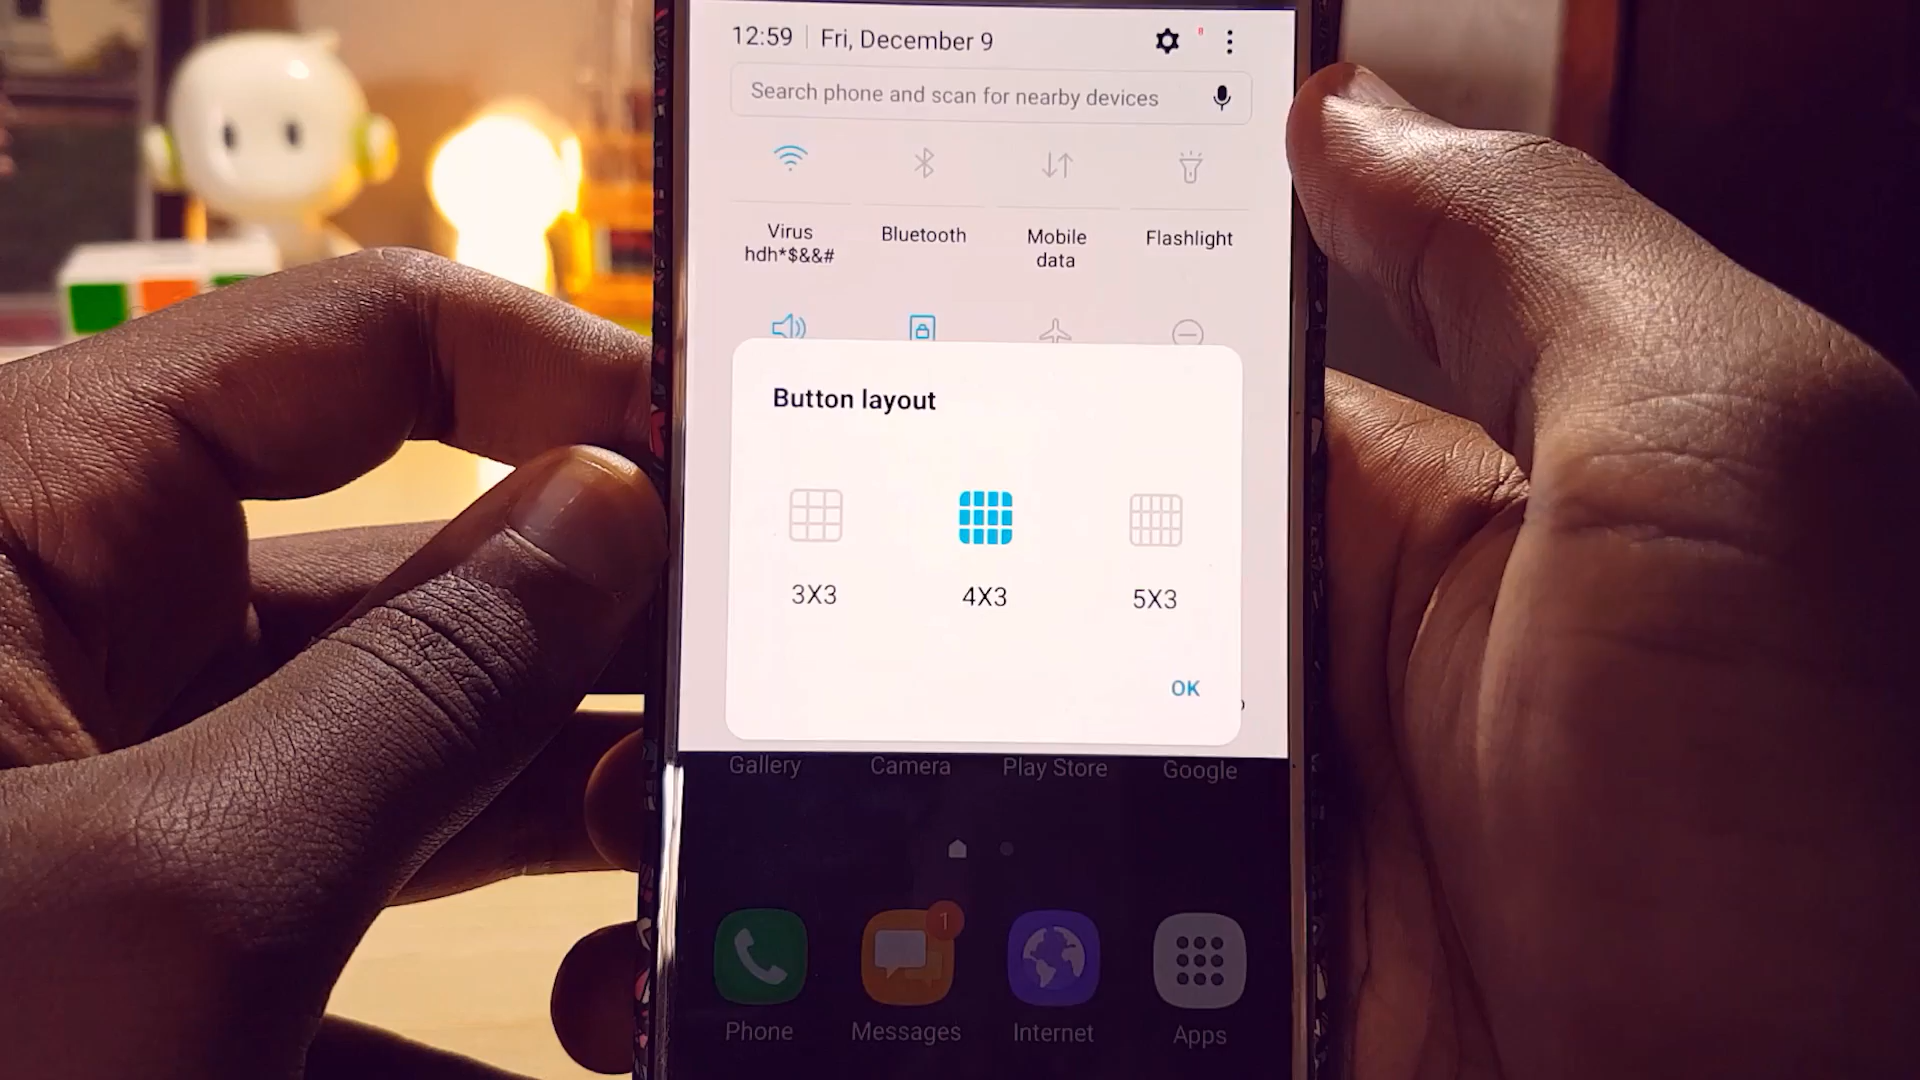 12:59 Fri, December 9
Search phone and scan for nearby devices
Virus
hdh*$&&#
Bluetooth
Mobile
data
Flashlight
Button layout
3X3 4X3 5X3
OK
Gallery Camera Play Store Google
1
Phone Messages Internet Apps